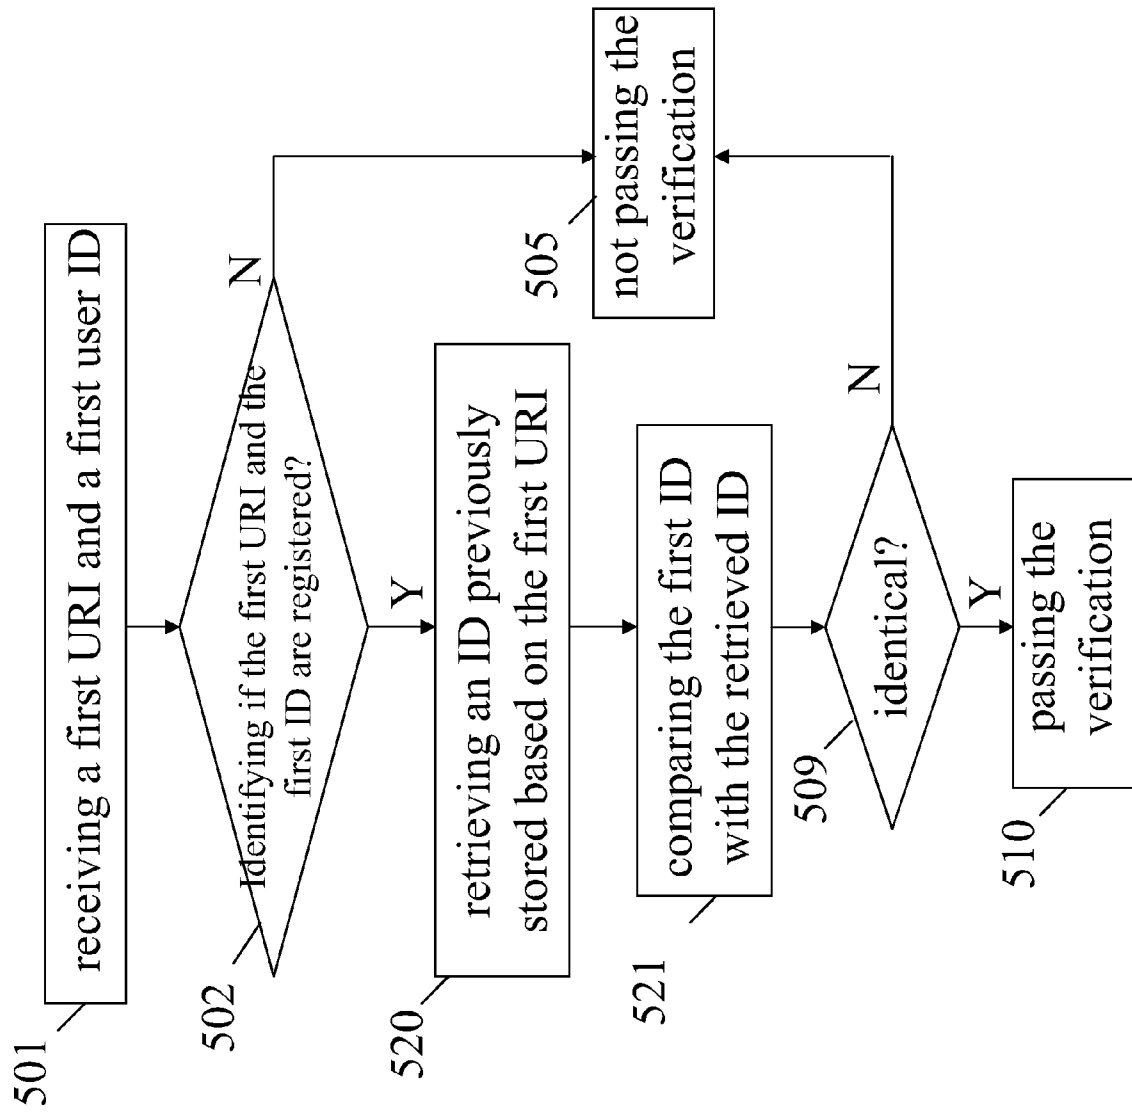 501
receiving a first URI and a first user ID
502
Identifying if the first URI and the
first ID are registered?
N
Y
520
retrieving an ID previously
stored based on the first URI
505
not passing the
verification
521
comparing the first ID
with the retrieved ID
509
identical?
N
Y
510
passing the
verification